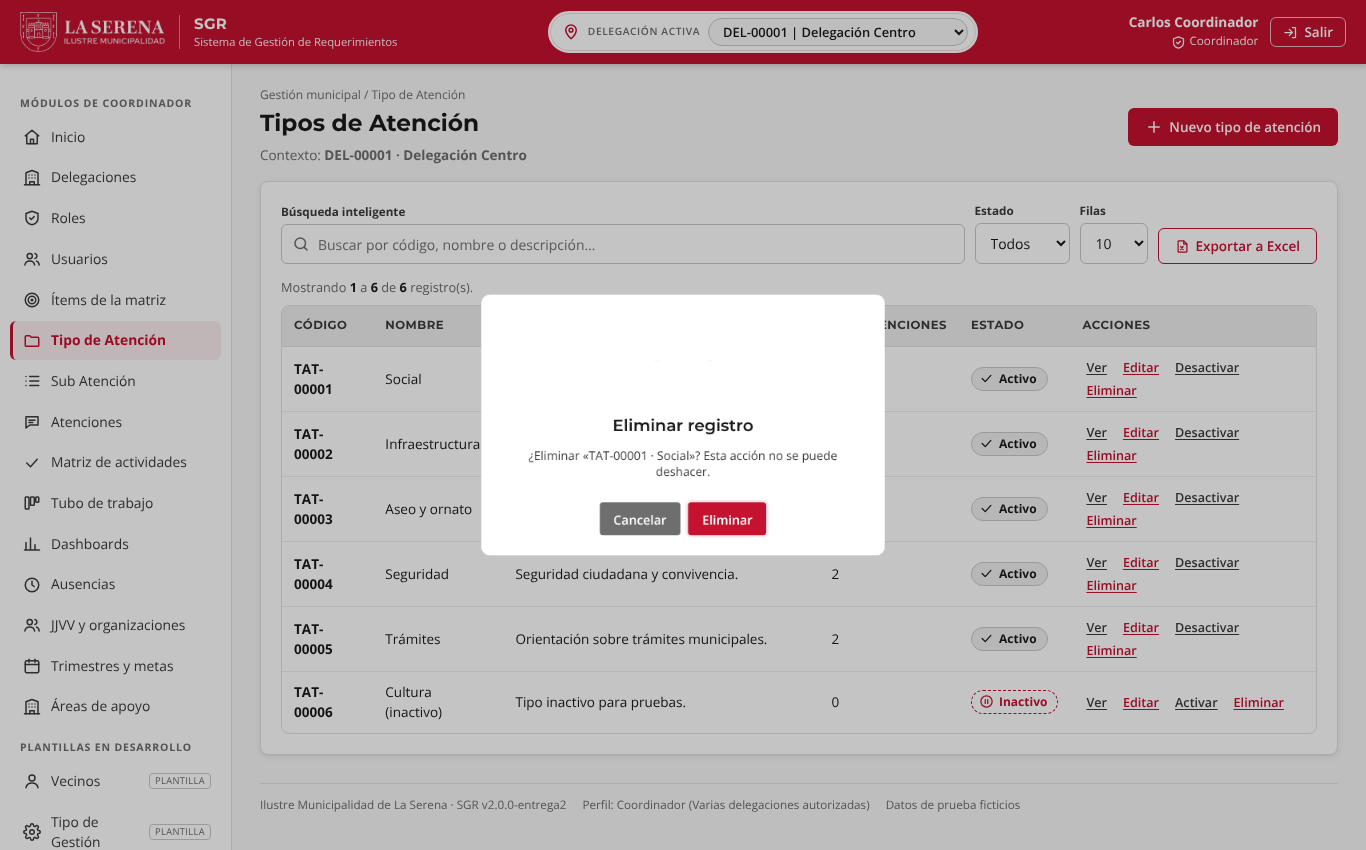 LA SERENA
ILUSTRE MUNICIPALIDAD
SGR
Sistema de Gestión de Requerimientos
DELEGACIÓN ACTIVA
DEL-00001 | Delegación Centro
Carlos Coordinador
Coordinador
Salir
MÓDULOS DE COORDINADOR
Inicio
Delegaciones
Roles
Usuarios
Ítems de la matriz
Tipo de Atención
Sub Atención
Atenciones
Matriz de actividades
Tubo de trabajo
Dashboards
Ausencias
JJVV y organizaciones
Trimestres y metas
Áreas de apoyo
PLANTILLAS EN DESARROLLO
Vecinos PLANTILLA
Tipo de
Gestión PLANTILLA
Gestión municipal / Tipo de Atención
Tipos de Atención
Contexto: DEL-00001 · Delegación Centro
Nuevo tipo de atención
Búsqueda inteligente
Buscar por código, nombre o descripción...
Estado
Todos
Filas
10
Exportar a Excel
Mostrando 1 a 6 de 6 registro(s).
CÓDIGO NOMBRE ENCIONES ESTADO ACCIONES
TAT-
00001 Social Activo Ver Editar Desactivar
Eliminar
TAT-
00002 Infraestructura Activo Ver Editar Desactivar
Eliminar
TAT-
00003 Aseo y ornato Activo Ver Editar Desactivar
Eliminar
TAT-
00004 Seguridad Seguridad ciudadana y convivencia. 2 Activo Ver Editar Desactivar
Eliminar
TAT-
00005 Trámites Orientación sobre trámites municipales. 2 Activo Ver Editar Desactivar
Eliminar
TAT-
00006 Cultura
(inactivo) Tipo inactivo para pruebas. 0 Inactivo Ver Editar Activar Eliminar
Eliminar registro
¿Eliminar «TAT-00001 · Social»? Esta acción no se puede
deshacer.
Cancelar
Eliminar
Ilustre Municipalidad de La Serena · SGR v2.0.0-entrega2 Perfil: Coordinador (Varias delegaciones autorizadas) Datos de prueba ficticios